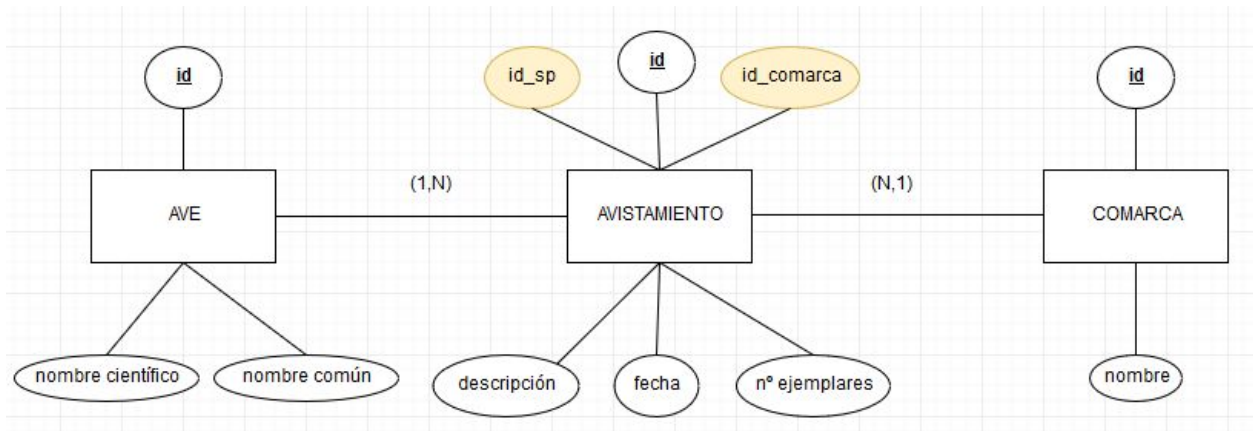 id
id_sp
id
id_comarca
id
(1,N)
(N,1)
AVE
AVISTAMIENTO
COMARCA
nombre científico
nombre común
descripción
fecha
nº ejemplares
nombre